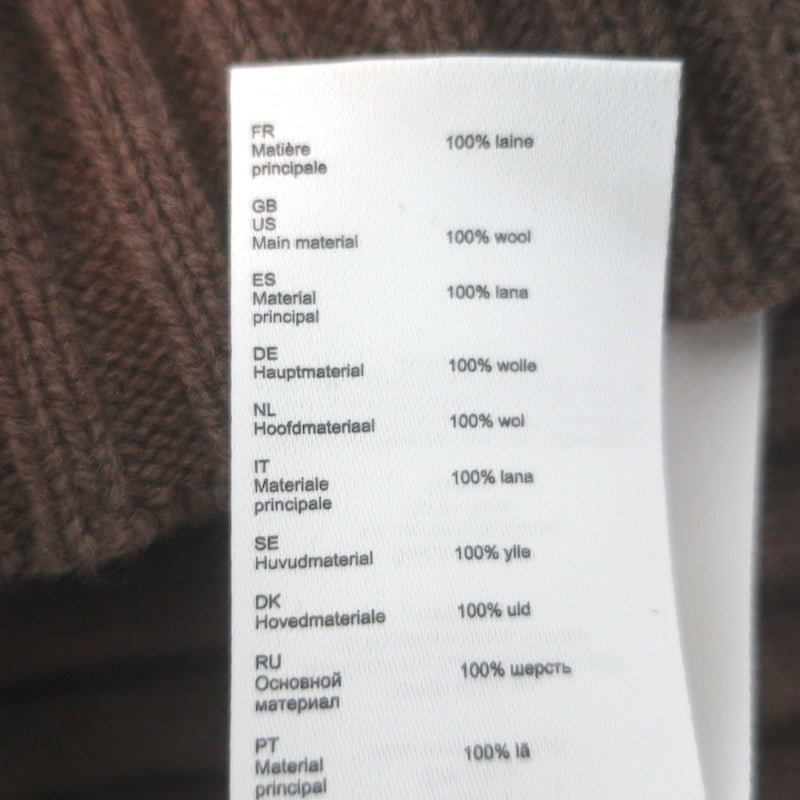 FR
Matière 100% laine
principale
GB
US
Main material 100% wool
ES
Material 100% lana
principal
DE
Hauptmaterial 100% wolle
NL
Hoofdmateriaal 100% wol
IT
Materiale 100% lana
principale
SE
Huvudmaterial 100% ylle
DK
Hovedmateriale 100% uld
RU
Основной 100% шерсть
материал
PT
Material 100% lã
principal